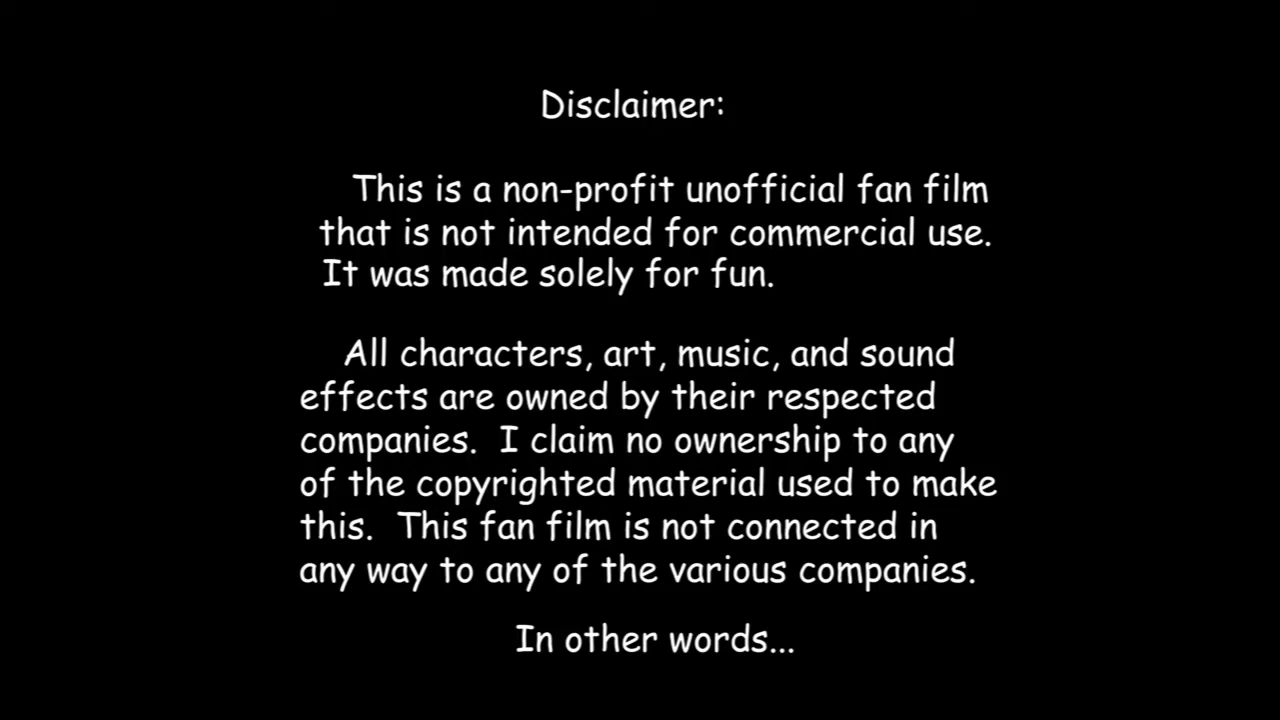 Disclaimer:
This is a non-profit unofficial fan film
that is not intended for commercial use.
It was made solely for fun.
All characters, art, music, and sound
effects are owned by their respected
companies.  I claim no ownership to any
of the copyrighted material used to make
this.  This fan film is not connected in
any way to any of the various companies.
In other words...